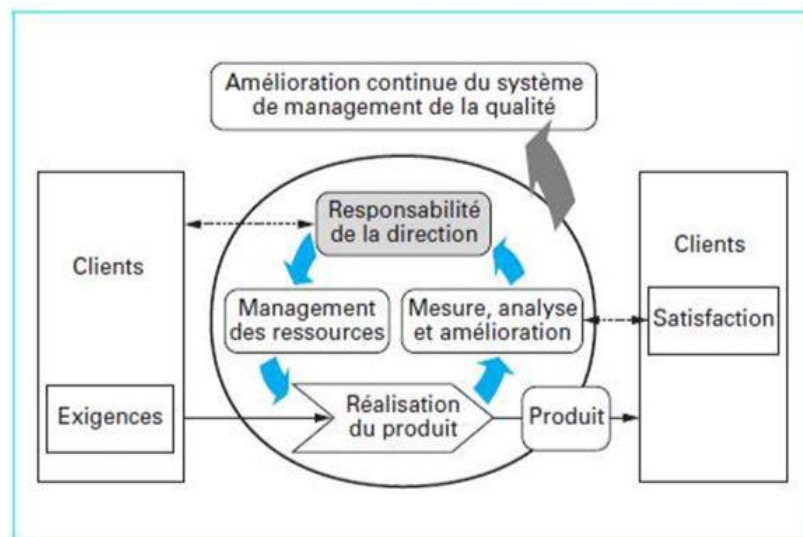 Amélioration continue du système
de management de la qualité
Responsabilité
de la direction
Clients
Clients
Management
des ressources
Mesure, analyse
et amélioration
Satisfaction
Exigences
Réalisation
du produit
Produit